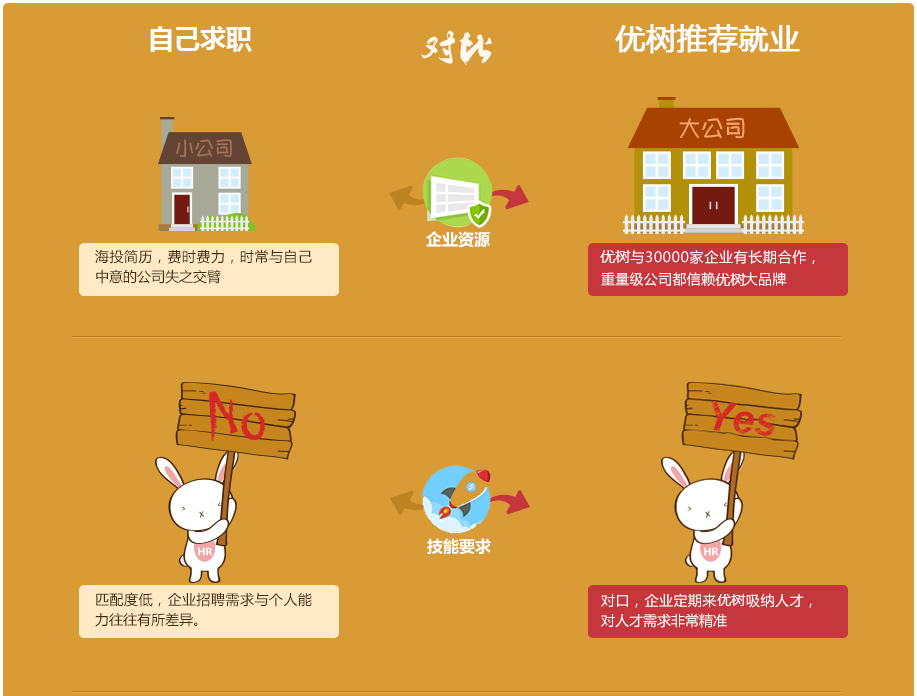 自己求职
对比
优树推荐就业
小公司
大公司
企业资源
海投简历，费时费力，时常与自己
中意的公司失之交臂
优树与30000家企业有长期合作，
重量级公司都信赖优树大品牌
No
Yes
HR
HR
技能要求
匹配度低，企业招聘需求与个人能
力往往有所差异。
对口，企业定期来优树吸纳人才，
对人才需求非常精准